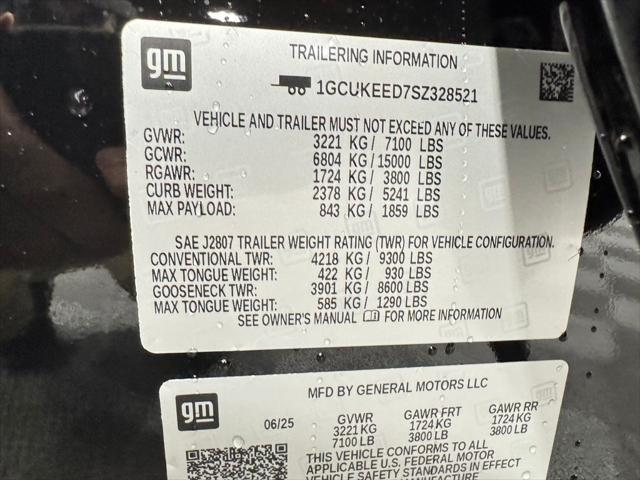 gm
TRAILERING INFORMATION
1GCUKEED7SZ328521
VEHICLE AND TRAILER MUST NOT EXCEED ANY OF THESE VALUES.
GVWR: 3221 KG / 7100 LBS
GCWR: 6804 KG / 15000 LBS
RGAWR: 1724 KG / 3800 LBS
CURB WEIGHT: 2378 KG / 5241 LBS
MAX PAYLOAD: 843 KG / 1859 LBS
SAE J2807 TRAILER WEIGHT RATING (TWR) FOR VEHICLE CONFIGURATION.
CONVENTIONAL TWR: 4218 KG / 9300 LBS
MAX TONGUE WEIGHT: 422 KG / 930 LBS
GOOSENECK TWR: 3901 KG / 8600 LBS
MAX TONGUE WEIGHT: 585 KG / 1290 LBS
SEE OWNER'S MANUAL FOR MORE INFORMATION
gm
MFD BY GENERAL MOTORS LLC
06/25 GVWR GAWR FRT GAWR RR
3221 KG 1724 KG 1724 KG
7100 LB 3800 LB 3800 LB
THIS VEHICLE CONFORMS TO ALL
APPLICABLE U.S. FEDERAL MOTOR
VEHICLE SAFETY STANDARDS IN EFFECT